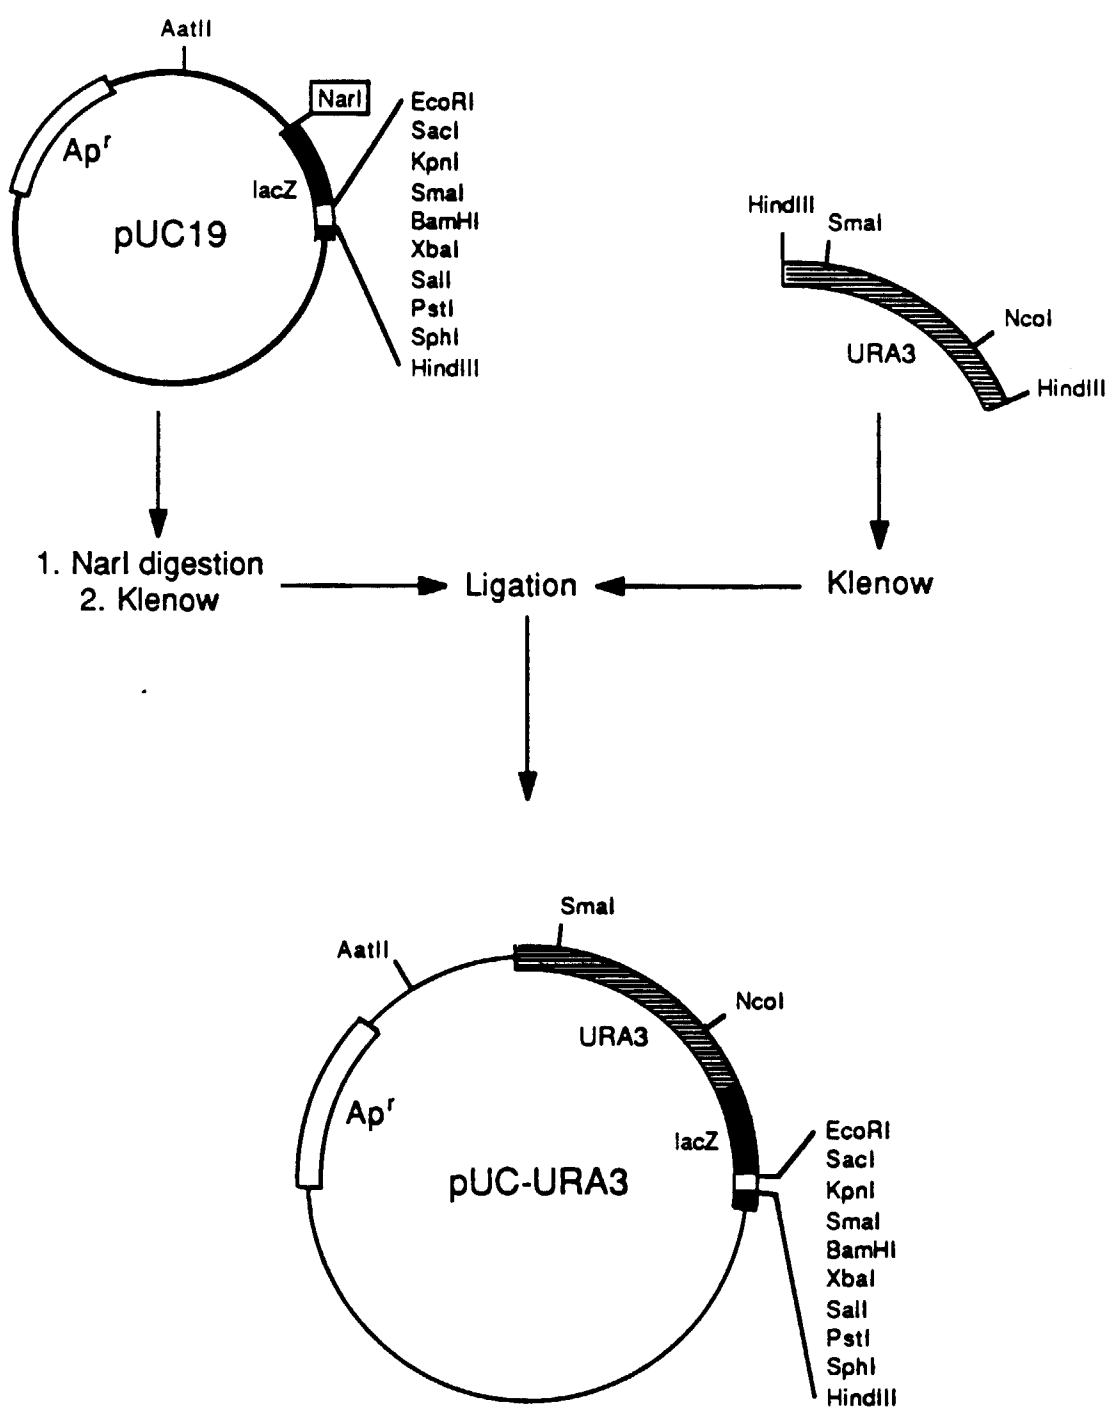 AatII
NarI
EcoRI
SacI
KpnI
SmaI
BamHI
XbaI
SalI
PstI
SphI
HindIII
Apʳ
lacZ
pUC19
HindIII
SmaI
NcoI
URA3
HindIII
1. NarI digestion
2. Klenow
Ligation
Klenow
SmaI
AatII
NcoI
URA3
Apʳ
lacZ
pUC-URA3
EcoRI
SacI
KpnI
SmaI
BamHI
XbaI
SalI
PstI
SphI
HindIII